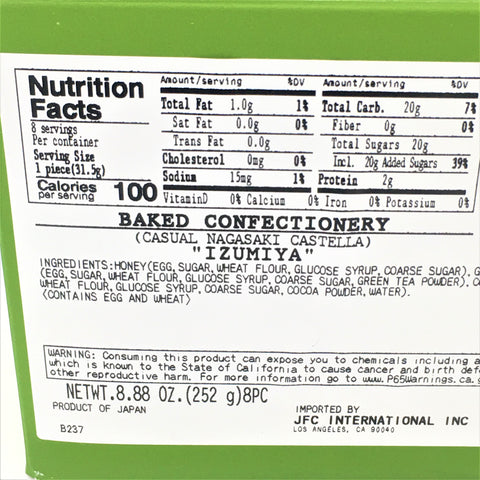 Nutrition
Facts
8 servings
Per container
Serving Size
1 piece(31.5g)
Calories
per serving 100
Amount/serving %DV
Total Fat 1.0g 1%
Sat Fat 0.0g 0%
Trans Fat 0.0g
Cholesterol 0mg 0%
Sodium 15mg 1%
Amount/serving %DV
Total Carb. 20g 7%
Fiber 0g 0%
Total Sugars 20g
Incl. 20g Added Sugars 39%
Protein 2g
VitaminD 0% Calcium 0% Iron 0% Potassium 0%
BAKED CONFECTIONERY
(CASUAL NAGASAKI CASTELLA)
"IZUMIYA"
INGREDIENTS:HONEY(EGG, SUGAR, WHEAT FLOUR, GLUCOSE SYRUP, COARSE SUGAR), G
(EGG, SUGAR, WHEAT FLOUR, GLUCOSE SYRUP, COARSE SUGAR, GREEN TEA POWDER), C
WHEAT FLOUR, GLUCOSE SYRUP, COARSE SUGAR, COCOA POWDER, WATER).
(CONTAINS EGG AND WHEAT)
WARNING: Consuming this product can expose you to chemicals including a
which is known to the State of California to cause cancer and birth def
other reproductive harm. For more information go to www.P65Warnings.ca.g
NETWT.8.88 OZ.(252 g)8PC
PRODUCT OF JAPAN
IMPORTED BY
JFC INTERNATIONAL INC
LOS ANGELES, CA 90040
B237